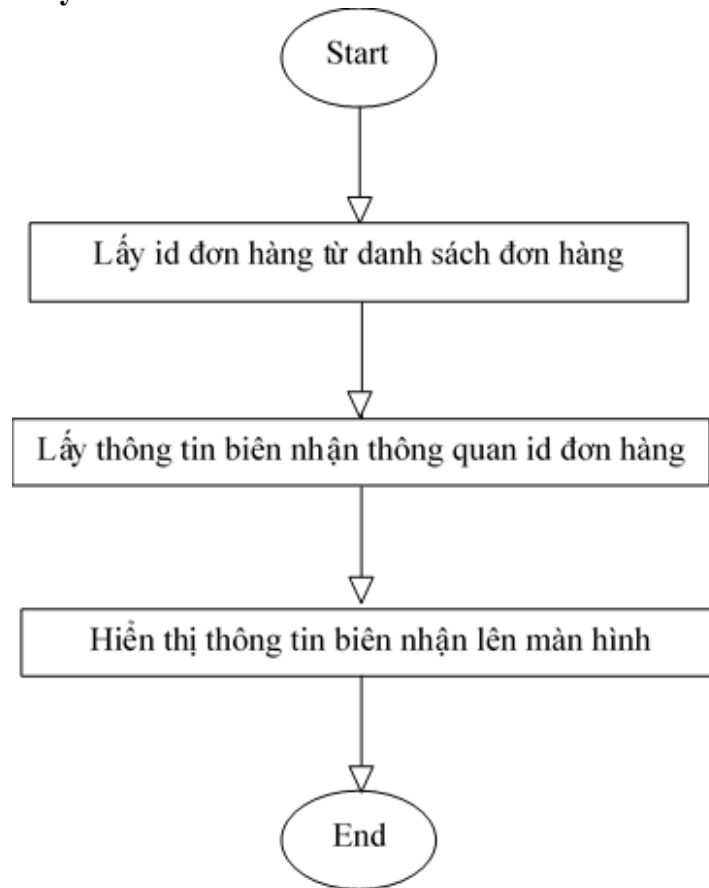 Start
Lấy id đơn hàng từ danh sách đơn hàng
Lấy thông tin biên nhận thông quan id đơn hàng
Hiển thị thông tin biên nhận lên màn hình
End